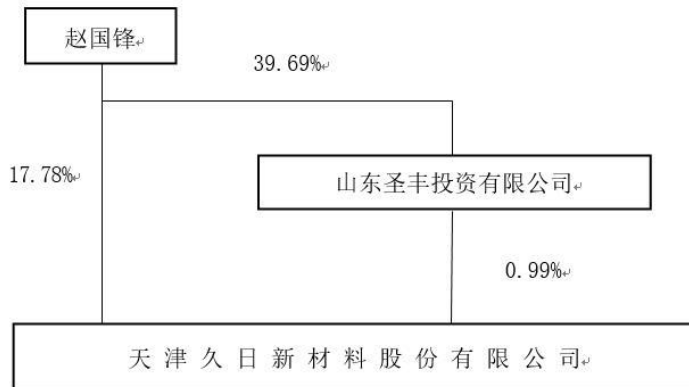 赵国锋
39.69%
17.78%
山东圣丰投资有限公司
0.99%
天津久日新材料股份有限公司